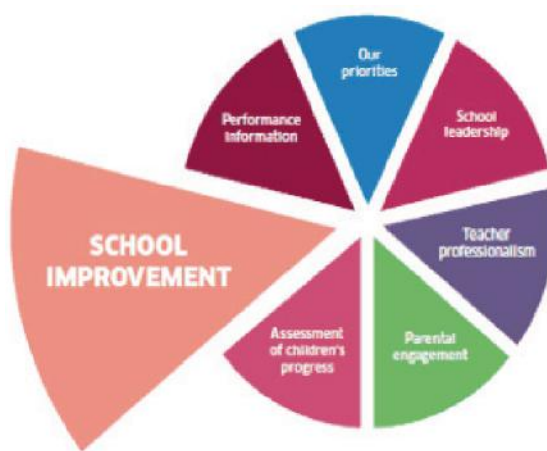 Our
priorities
School
leadership
Teacher
professionalism
Parental
engagement
Assessment
of children's
progress
SCHOOL
IMPROVEMENT
Performance
information